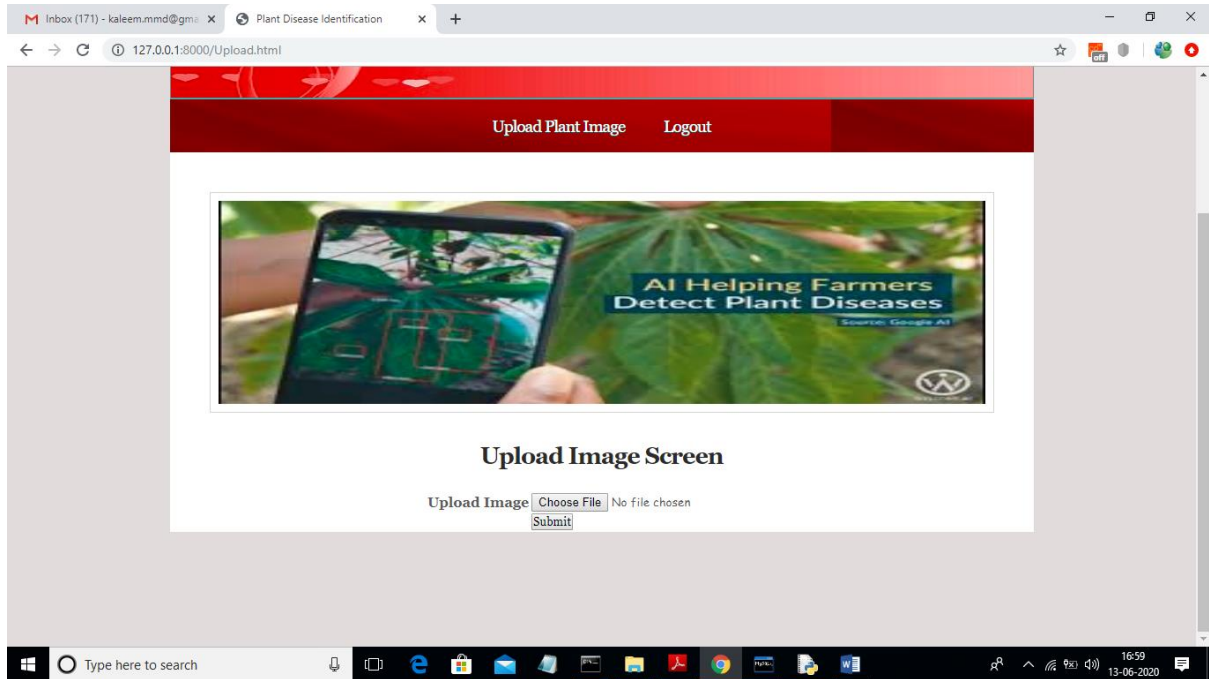 Inbox (171) - kaleem.mmd@gma
Plant Disease Identification
127.0.0.1:8000/Upload.html
off
Upload Plant Image
Logout
AI Helping Farmers
Detect Plant Diseases
Source: Google AI
Upload Image Screen
Upload Image Choose File No file chosen
Submit
Type here to search
16:59
13-06-2020